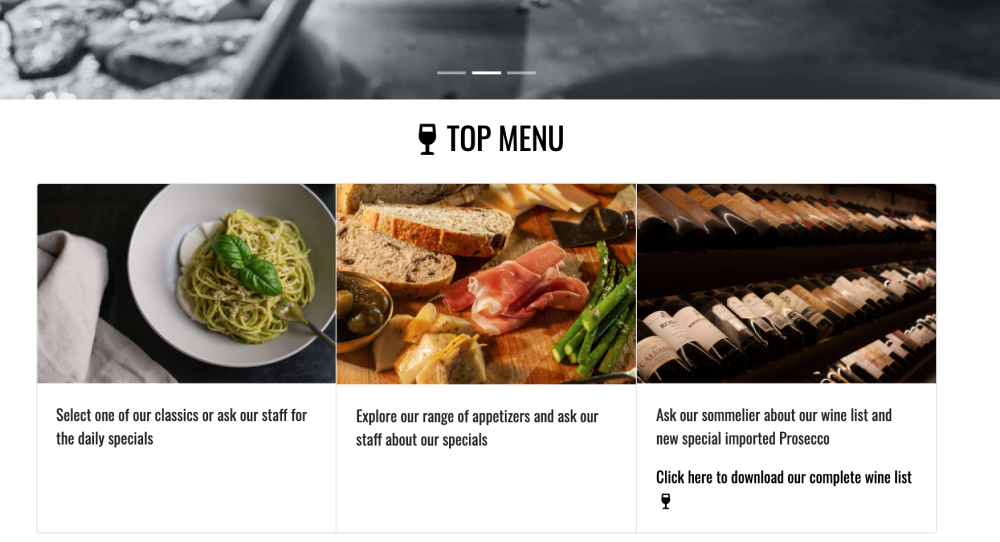 TOP MENU
Select one of our classics or ask our staff for
the daily specials
Explore our range of appetizers and ask our
staff about our specials
Ask our sommelier about our wine list and
new special imported Prosecco
Click here to download our complete wine list